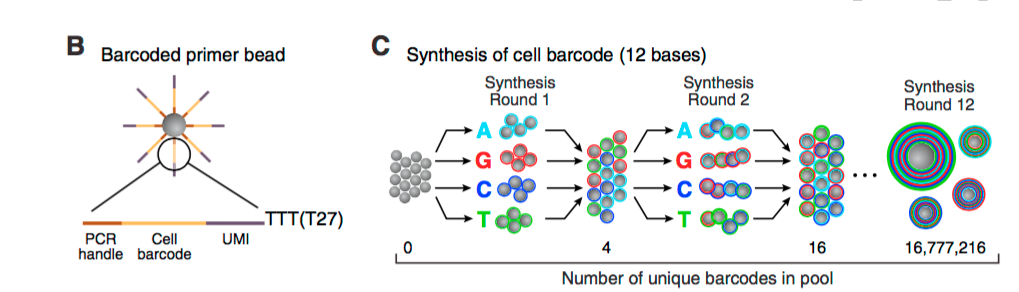 B
Barcoded primer bead
TTT(T27)
PCR
handle
Cell
barcode
UMI
C
Synthesis of cell barcode (12 bases)
Synthesis
Round 1
Synthesis
Round 2
Synthesis
Round 12
A
G
C
T
A
G
C
T
...
0
4
16
16,777,216
Number of unique barcodes in pool